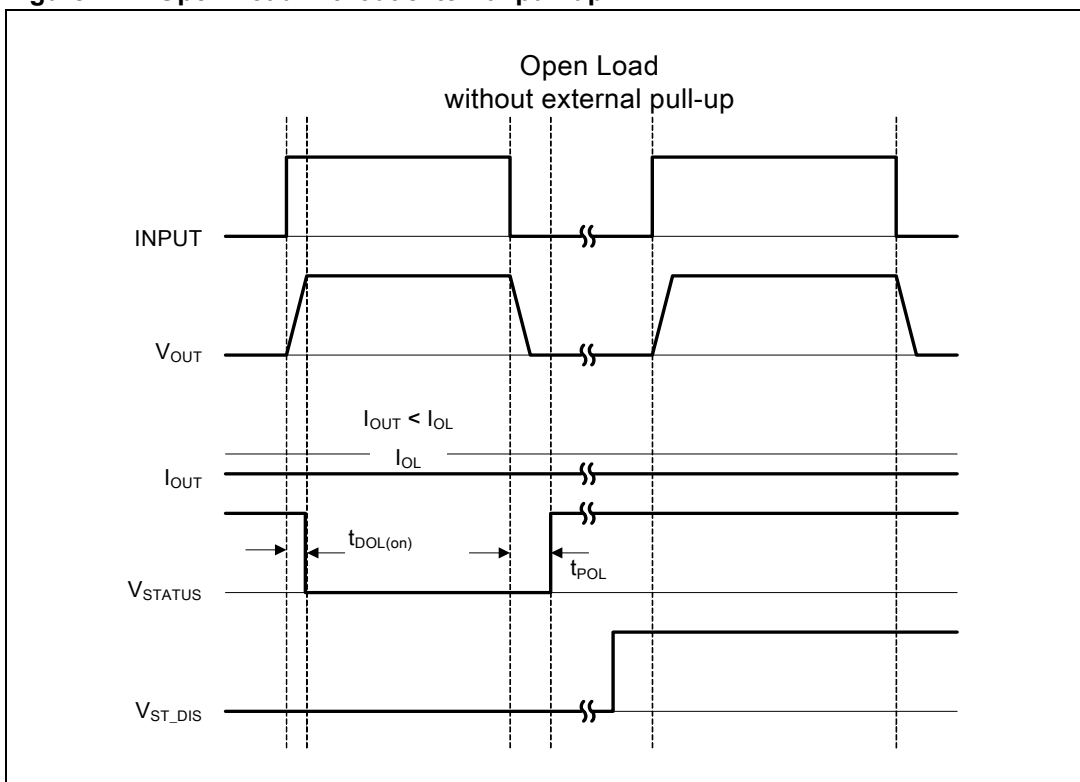 Open Load
without external pull-up
INPUT
V_OUT
I_OUT < I_OL
I_OL
I_OUT
t_DOL(on)
t_POL
V_STATUS
V_ST_DIS